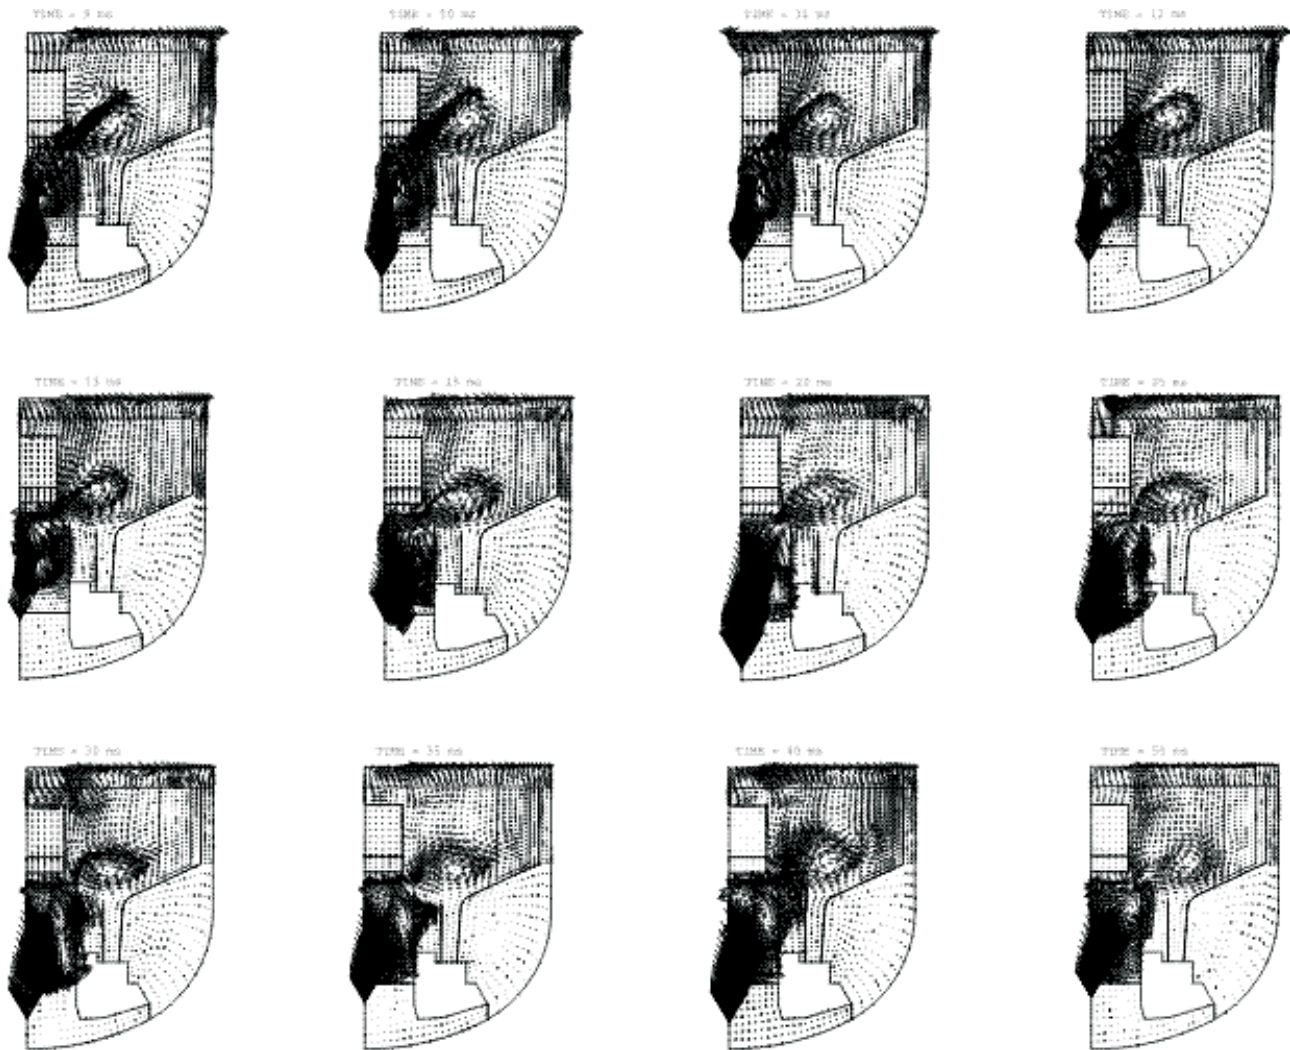 TIME = 9 ms
TIME = 10 ms
TIME = 11 ms
TIME = 12 ms
TIME = 13 ms
TIME = 15 ms
TIME = 20 ms
TIME = 25 ms
TIME = 30 ms
TIME = 35 ms
TIME = 40 ms
TIME = 50 ms